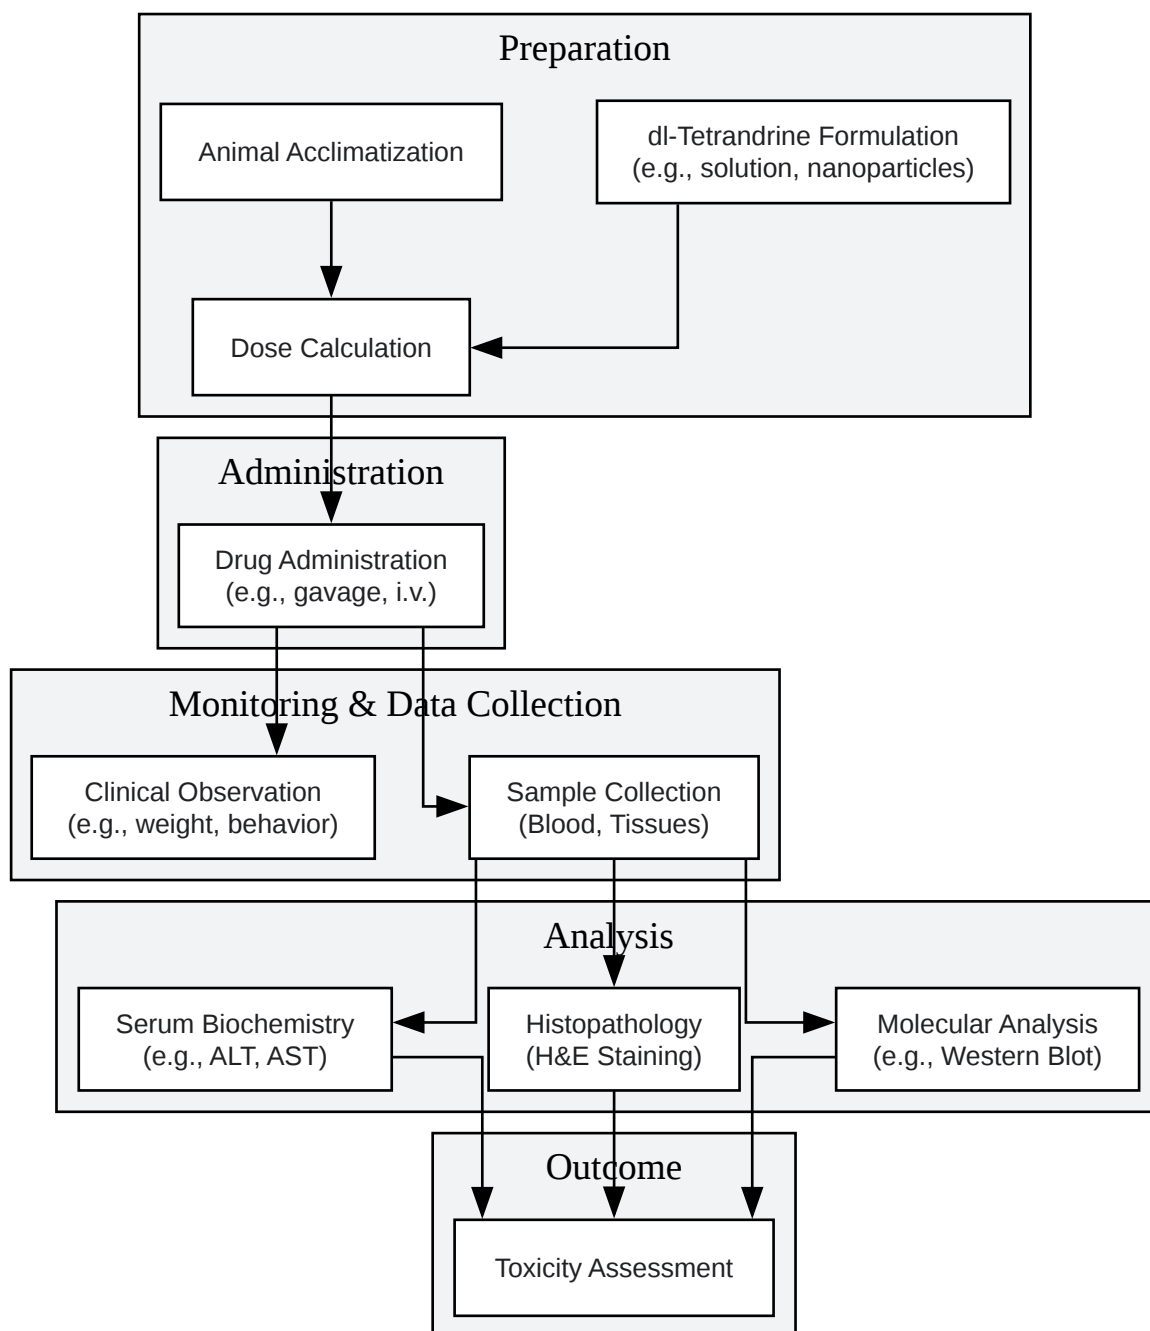 Preparation
Animal Acclimatization
dl-Tetrandrine Formulation
(e.g., solution, nanoparticles)
Dose Calculation
Administration
Drug Administration
(e.g., gavage, i.v.)
Monitoring & Data Collection
Clinical Observation
(e.g., weight, behavior)
Sample Collection
(Blood, Tissues)
Analysis
Serum Biochemistry
(e.g., ALT, AST)
Histopathology
(H&E Staining)
Molecular Analysis
(e.g., Western Blot)
Outcome
Toxicity Assessment